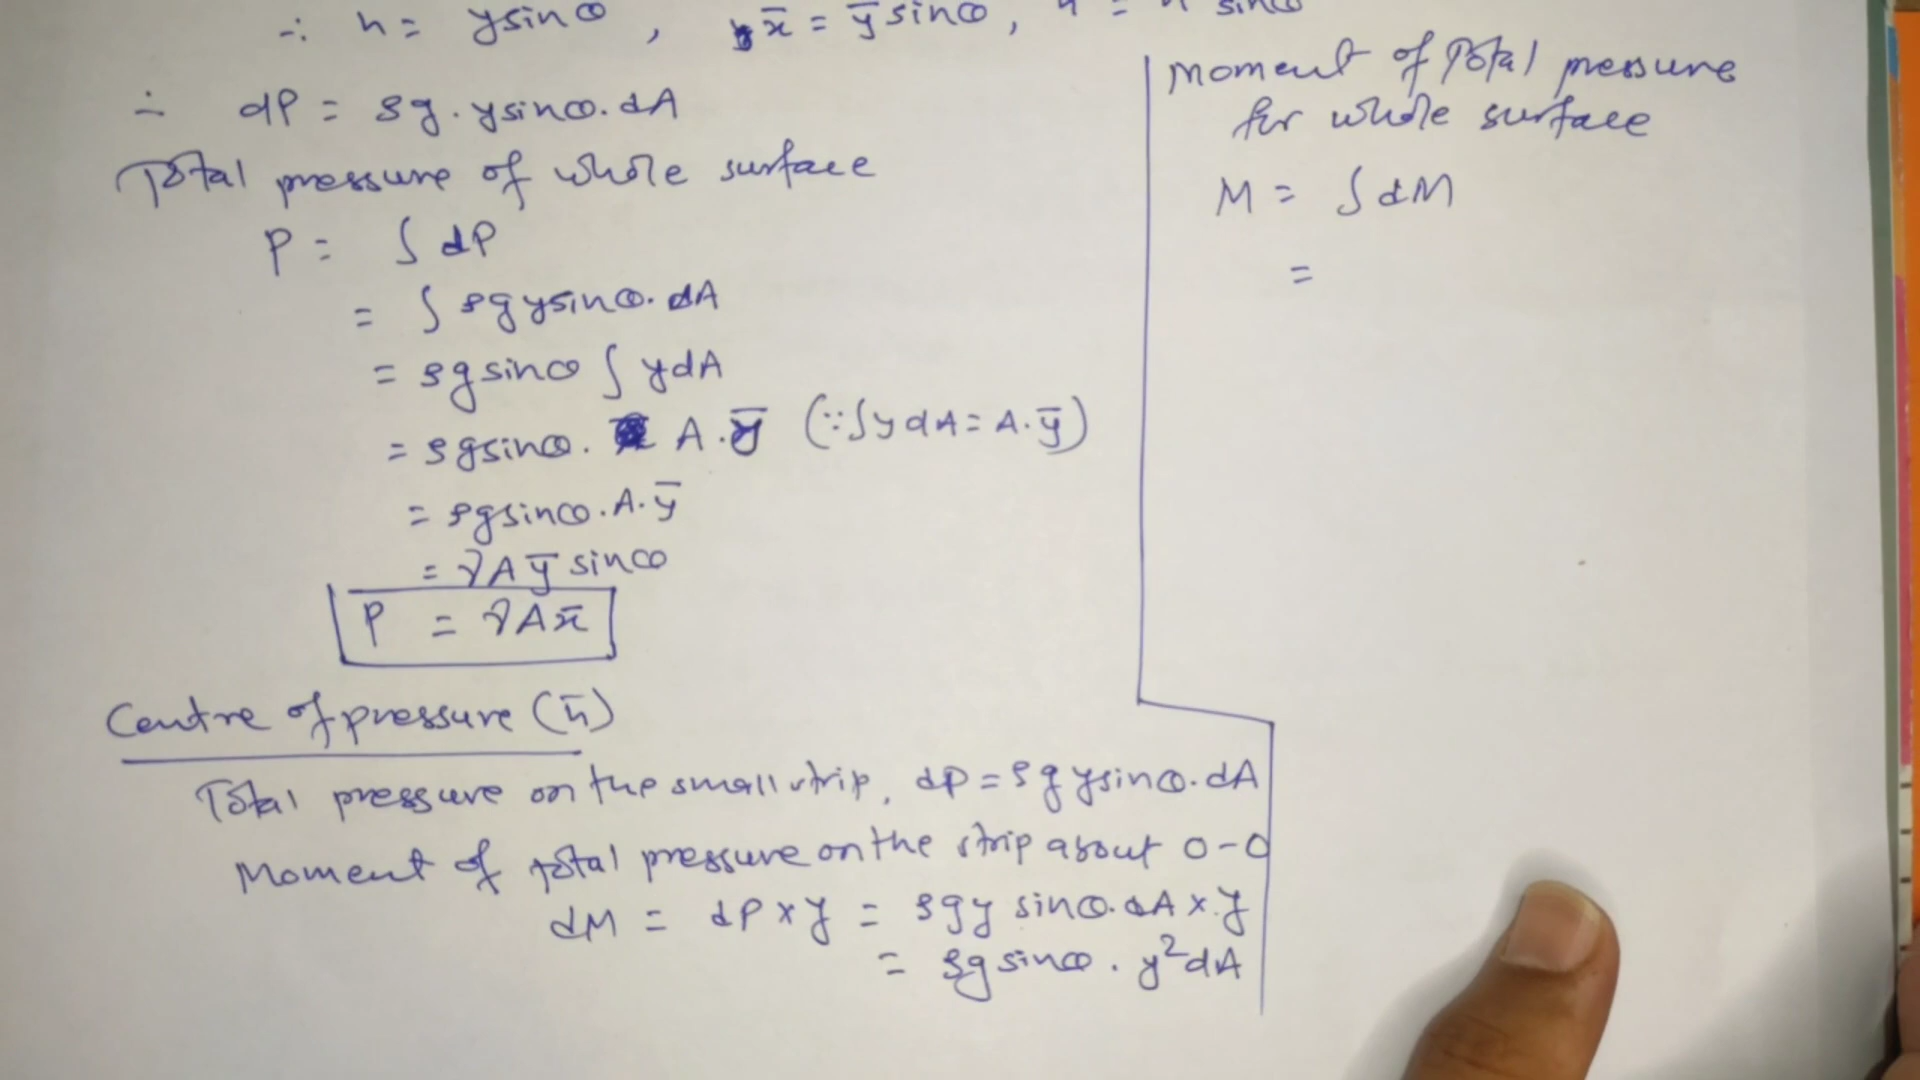 ∴ h = y sinθ , x̄ = ȳ sinθ ,
∴ dP = ρg. y sinθ. dA
Total pressure of whole surface
P = ∫ dP
= ∫ ρg y sinθ. dA
= ρg sinθ ∫ y dA
= ρg sinθ. A.ȳ (∵ ∫ y dA = A.ȳ)
= ρg sinθ. A. ȳ
= γ A ȳ sinθ
P = γ A x̄
Centre of pressure (h̄)
Total pressure on the small strip, dp = ρg y sinθ. dA
Moment of total pressure on the strip about O-O
dM = dP × y = ρg y sinθ. dA × y
= ρg sinθ. y² dA
Moment of Total pressure
for whole surface
M = ∫ dM
=